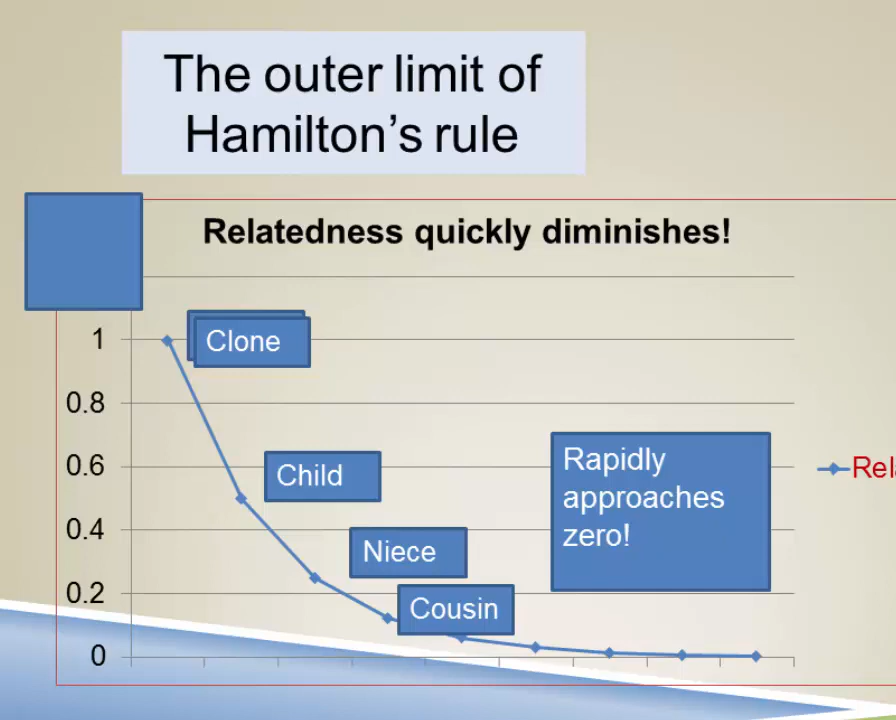 The outer limit of
Hamilton’s rule
Relatedness quickly diminishes!
1
Clone
0.8
Child
0.6
Rapidly
approaches
zero!
0.4
Niece
0.2
Cousin
0